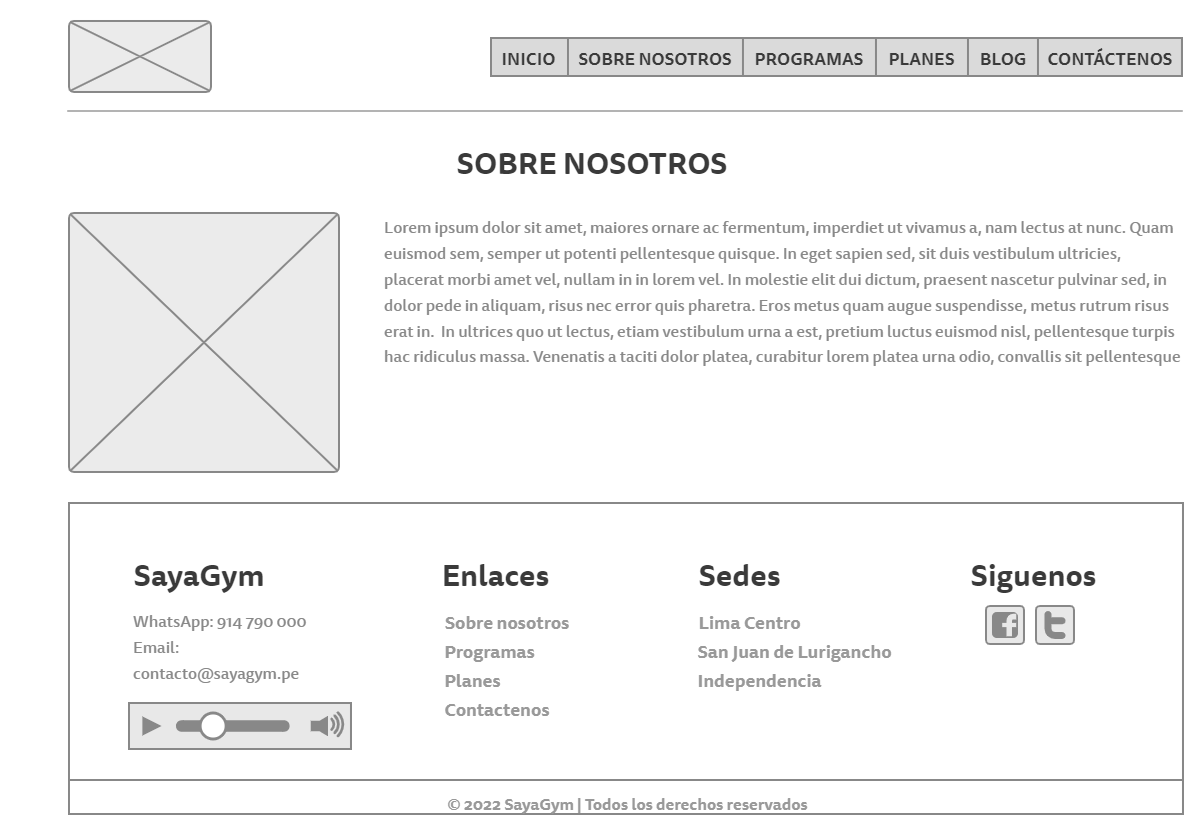 INICIO SOBRE NOSOTROS PROGRAMAS PLANES BLOG CONTÁCTENOS
SOBRE NOSOTROS
Lorem ipsum dolor sit amet, maiores ornare ac fermentum, imperdiet ut vivamus a, nam lectus at nunc. Quam
euismod sem, semper ut potenti pellentesque quisque. In eget sapien sed, sit duis vestibulum ultricies,
placerat morbi amet vel, nullam in in lorem vel. In molestie elit dui dictum, praesent nascetur pulvinar sed, in
dolor pede in aliquam, risus nec error quis pharetra. Eros metus quam augue suspendisse, metus rutrum risus
erat in.  In ultrices quo ut lectus, etiam vestibulum urna a est, pretium luctus euismod nisl, pellentesque turpis
hac ridiculus massa. Venenatis a taciti dolor platea, curabitur lorem platea urna odio, convallis sit pellentesque
SayaGym
WhatsApp: 914 790 000
Email:
contacto@sayagym.pe
Enlaces
Sobre nosotros
Programas
Planes
Contactenos
Sedes
Lima Centro
San Juan de Lurigancho
Independencia
Siguenos
© 2022 SayaGym | Todos los derechos reservados